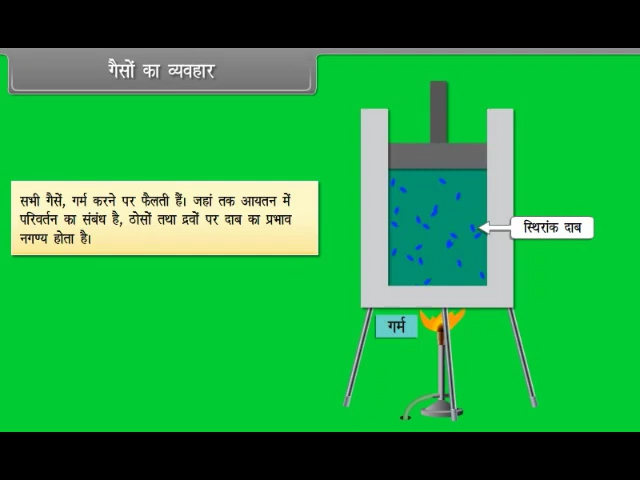 गैसों का व्यवहार
सभी गैसें, गर्म करने पर फैलती हैं। जहां तक आयतन में
परिवर्तन का संबंध है, ठोसों तथा द्रवों पर दाब का प्रभाव
नगण्य होता है।
स्थिरांक दाब
गर्म